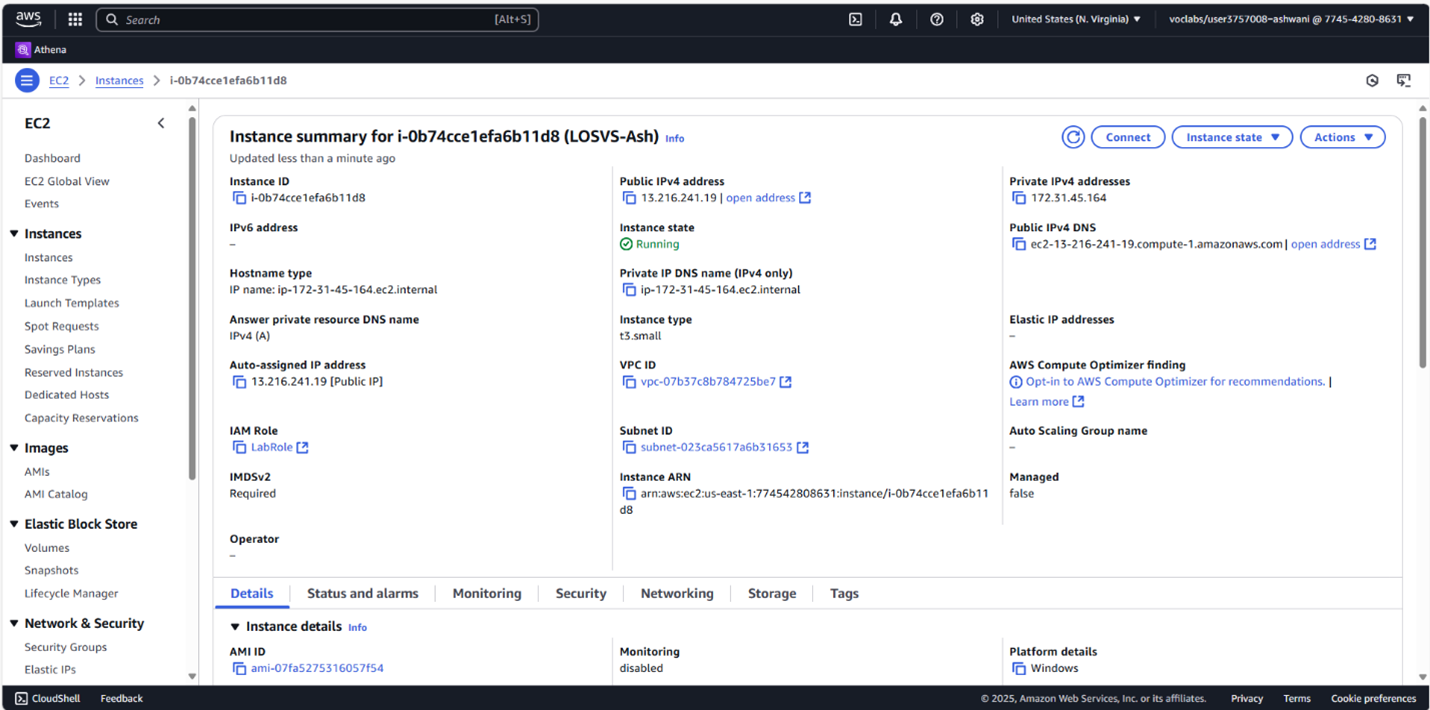 aws
Search [Alt+S]
United States (N. Virginia) ▼
voclabs/user3757008=ashwani @ 7745-4280-8631 ▼
Athena
EC2 > Instances > i-0b74cce1efa6b11d8
EC2
Dashboard
EC2 Global View
Events
▼ Instances
Instances
Instance Types
Launch Templates
Spot Requests
Savings Plans
Reserved Instances
Dedicated Hosts
Capacity Reservations
▼ Images
AMIs
AMI Catalog
▼ Elastic Block Store
Volumes
Snapshots
Lifecycle Manager
▼ Network & Security
Security Groups
Elastic IPs
Instance summary for i-0b74cce1efa6b11d8 (LOSVS-Ash) Info
Updated less than a minute ago
Connect
Instance state ▼
Actions ▼
Instance ID
i-0b74cce1efa6b11d8
Public IPv4 address
13.216.241.19 | open address
Private IPv4 addresses
172.31.45.164
IPv6 address
–
Instance state
Running
Public IPv4 DNS
ec2-13-216-241-19.compute-1.amazonaws.com | open address
Hostname type
IP name: ip-172-31-45-164.ec2.internal
Private IP DNS name (IPv4 only)
ip-172-31-45-164.ec2.internal
Answer private resource DNS name
IPv4 (A)
Instance type
t3.small
Elastic IP addresses
–
Auto-assigned IP address
13.216.241.19 [Public IP]
VPC ID
vpc-07b37c8b784725be7
AWS Compute Optimizer finding
Opt-in to AWS Compute Optimizer for recommendations. |
Learn more
IAM Role
LabRole
Subnet ID
subnet-023ca5617a6b31653
Auto Scaling Group name
–
IMDSv2
Required
Instance ARN
arn:aws:ec2:us-east-1:774542808631:instance/i-0b74cce1efa6b11
d8
Managed
false
Operator
–
Details
Status and alarms
Monitoring
Security
Networking
Storage
Tags
▼ Instance details Info
AMI ID
ami-07fa5275316057f54
Monitoring
disabled
Platform details
Windows
CloudShell
Feedback
© 2025, Amazon Web Services, Inc. or its affiliates.
Privacy
Terms
Cookie preferences